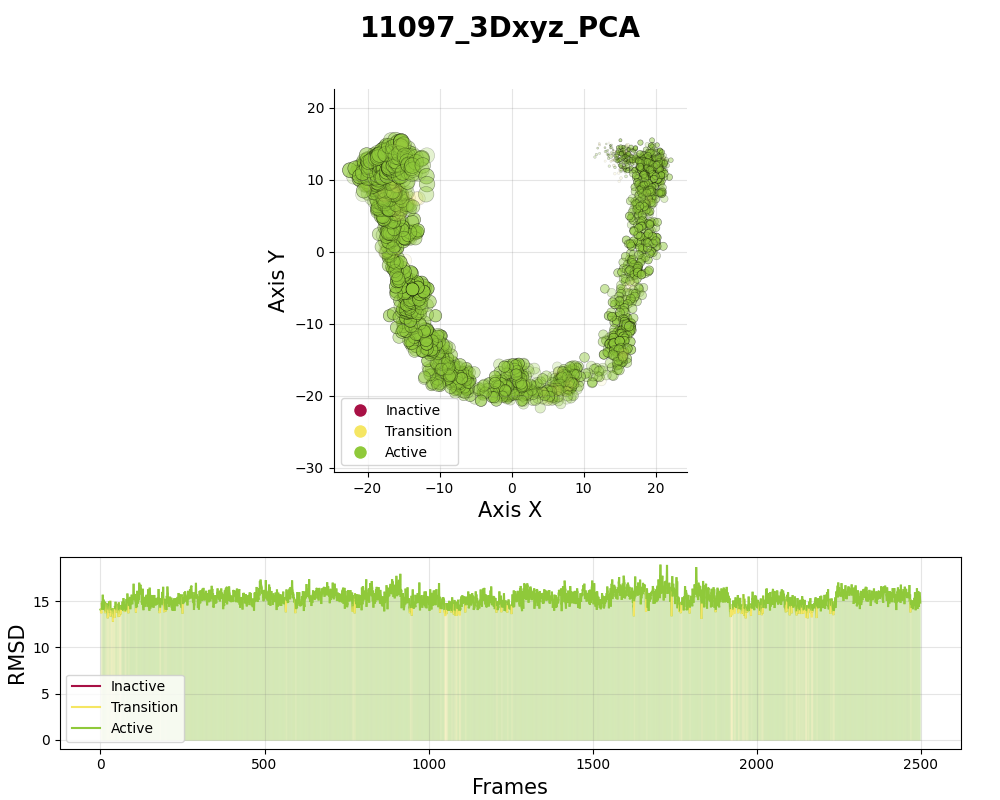 11097_3Dxyz_PCA
20
10
0
−10
−20
−30
Axis Y
Inactive
Transition
Active
−20 −10 0 10 20
Axis X
15
10
5
0
RMSD
Inactive
Transition
Active
0 500 1000 1500 2000 2500
Frames